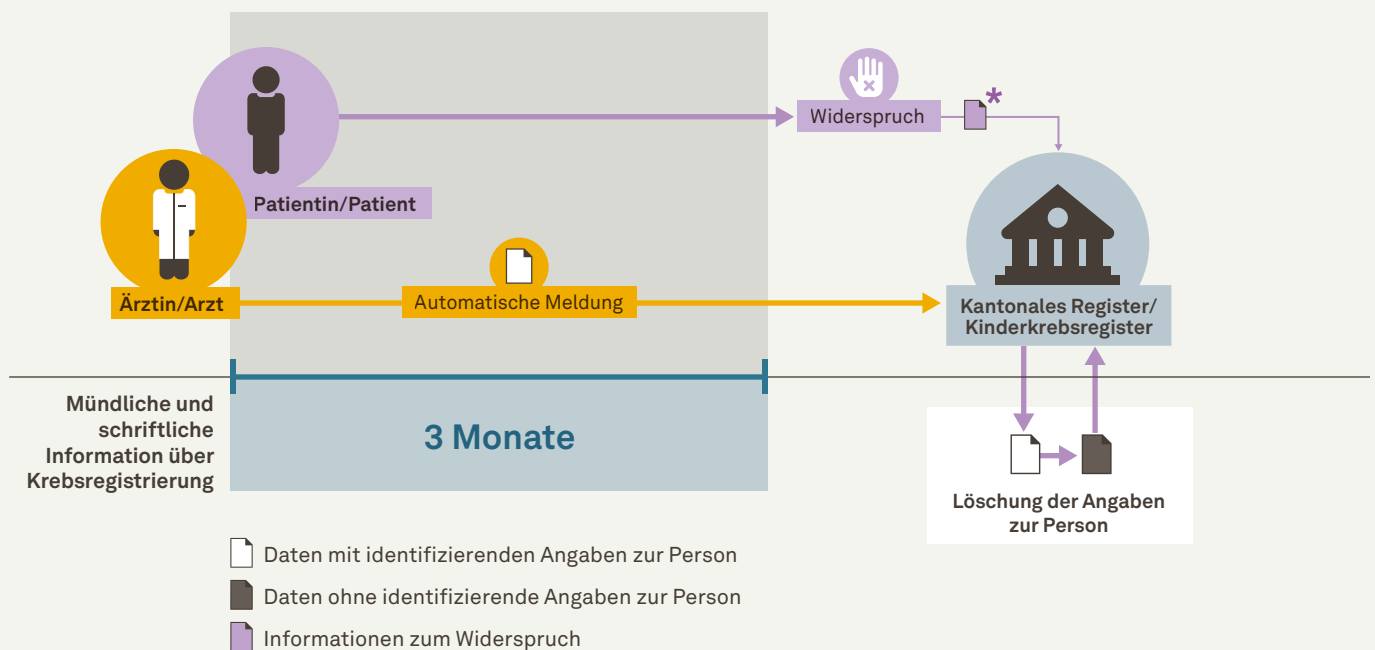 Widerspruch
*
Patientin/Patient
Ärztin/Arzt
Automatische Meldung
Kantonales Register/
Kinderkrebsregister
Mündliche und
schriftliche
Information über
Krebsregistrierung
3 Monate
Löschung der Angaben
zur Person
Daten mit identifizierenden Angaben zur Person
Daten ohne identifizierende Angaben zur Person
Informationen zum Widerspruch